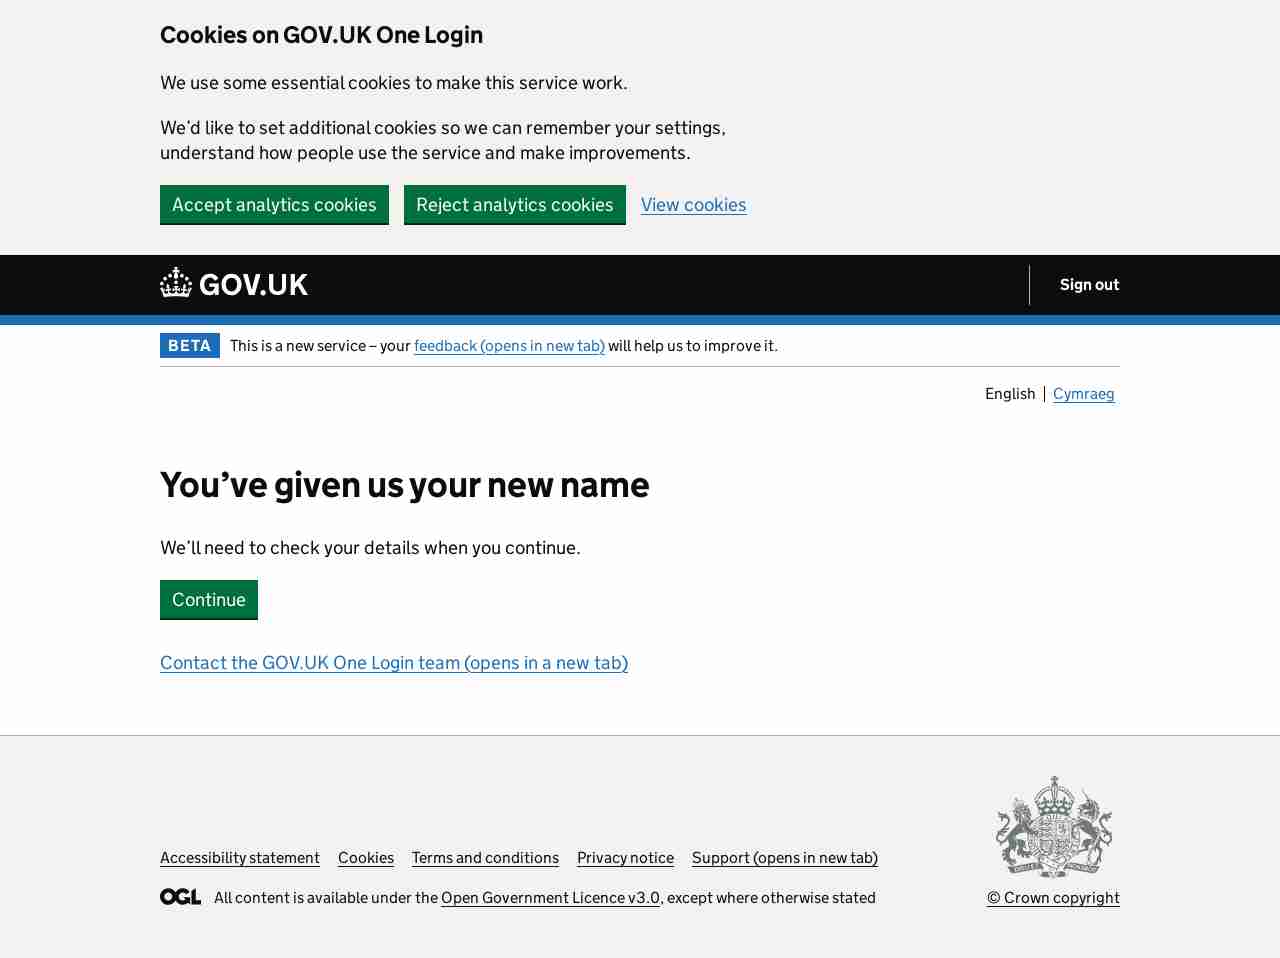 Cookies on GOV.UK One Login
We use some essential cookies to make this service work.
We’d like to set additional cookies so we can remember your settings,
understand how people use the service and make improvements.
Accept analytics cookies Reject analytics cookies View cookies
GOV.UK Sign out
BETA This is a new service – your feedback (opens in new tab) will help us to improve it.
English Cymraeg
You’ve given us your new name
We’ll need to check your details when you continue.
Continue
Contact the GOV.UK One Login team (opens in a new tab)
Accessibility statement Cookies Terms and conditions Privacy notice Support (opens in new tab)
OGL All content is available under the Open Government Licence v3.0, except where otherwise stated
© Crown copyright